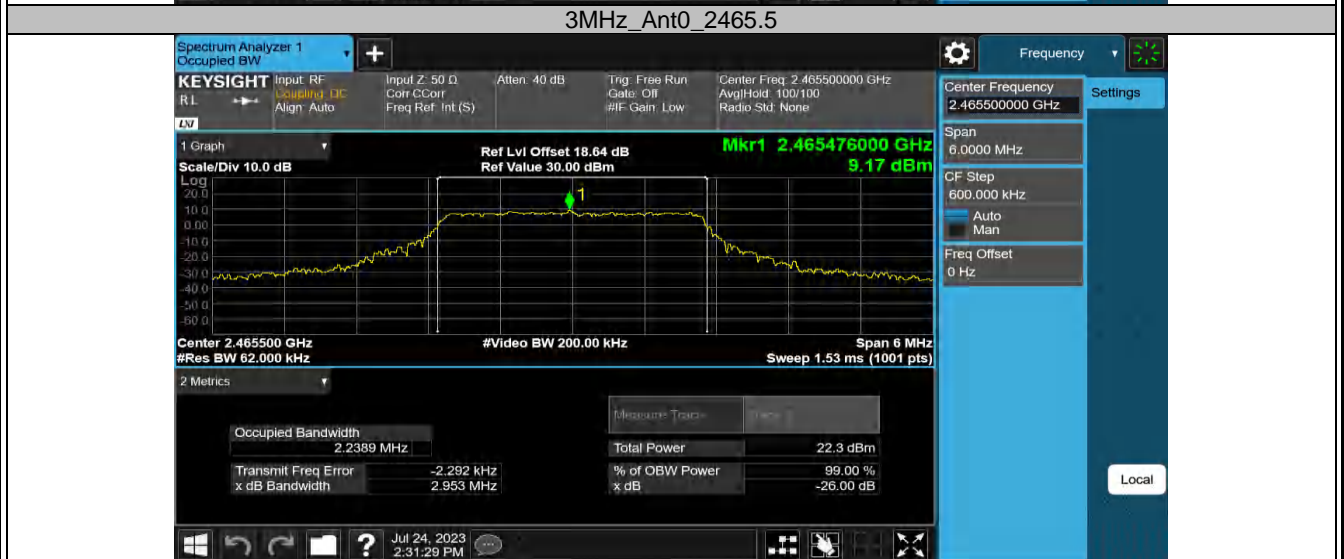 3MHz_Ant0_2465.5
Spectrum Analyzer 1
Occupied BW
+
Frequency
KEYSIGHT
RL
LXI
Input: RF
Coupling: DC
Align: Auto
Input Z: 50 Ω
Corr CCorr
Freq Ref: Int (S)
Atten: 40 dB
Trig: Free Run
Gate: Off
#IF Gain: Low
Center Freq: 2.465500000 GHz
Avg|Hold: 100/100
Radio Std: None
Center Frequency
2.465500000 GHz
Settings
Span
6.0000 MHz
CF Step
600.000 kHz
Auto
Man
Freq Offset
0 Hz
1 Graph
Scale/Div 10.0 dB
Ref Lvl Offset 18.64 dB
Ref Value 30.00 dBm
Mkr1 2.465476000 GHz
9.17 dBm
Log
20.0
10.0
0.00
-10.0
-20.0
-30.0
-40.0
-50.0
-60.0
1
Center 2.465500 GHz
#Res BW 62.000 kHz
#Video BW 200.00 kHz
Span 6 MHz
Sweep 1.53 ms (1001 pts)
2 Metrics
Measure Trace
Occupied Bandwidth
2.2389 MHz
Total Power 22.3 dBm
Transmit Freq Error -2.292 kHz
% of OBW Power 99.00 %
x dB Bandwidth 2.953 MHz
x dB -26.00 dB
Local
?
Jul 24, 2023
2:31:29 PM